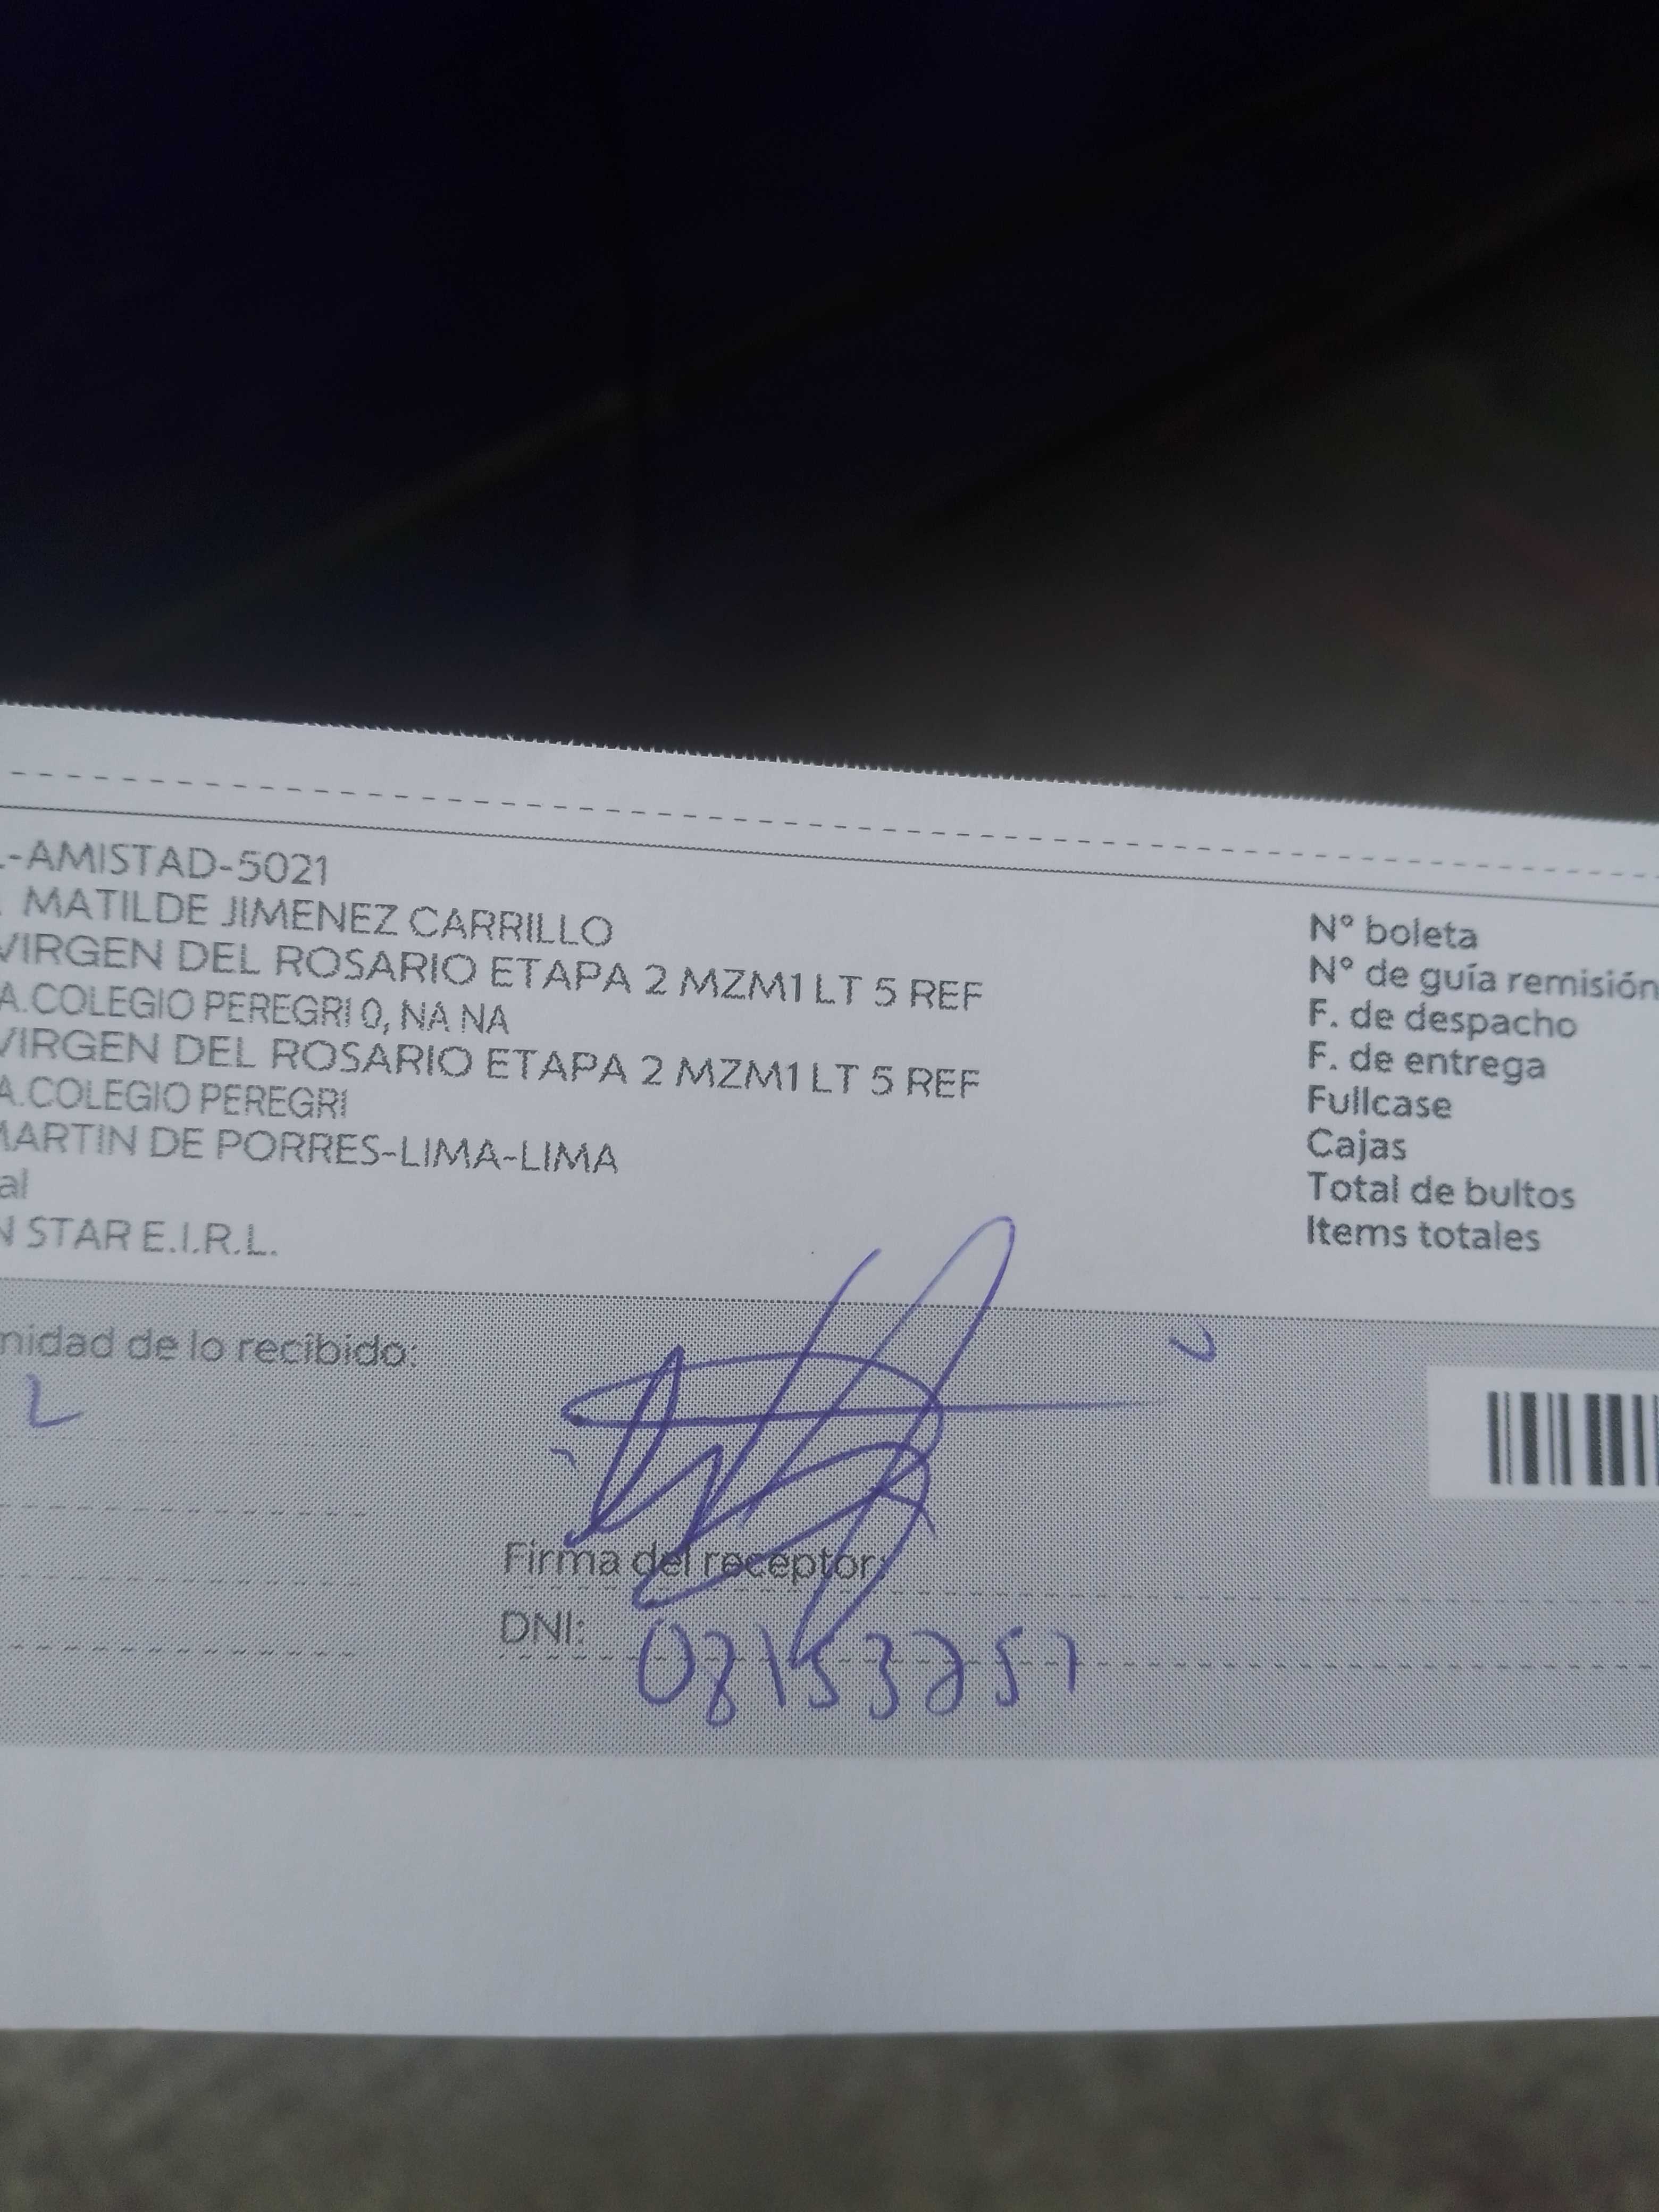 -AMISTAD-5021
MATILDE JIMENEZ CARRILLO
VIRGEN DEL ROSARIO ETAPA 2 MZM1 LT 5 REF
A.COLEGIO PEREGRI 0, NA NA
VIRGEN DEL ROSARIO ETAPA 2 MZM1 LT 5 REF
A.COLEGIO PEREGRI
MARTIN DE PORRES-LIMA-LIMA
al
N STAR E.I.R.L.
Nº boleta
Nº de guía remisión
F. de despacho
F. de entrega
Fullcase
Cajas
Total de bultos
Items totales
midad de lo recibido:
Firma del receptor:
DNI: